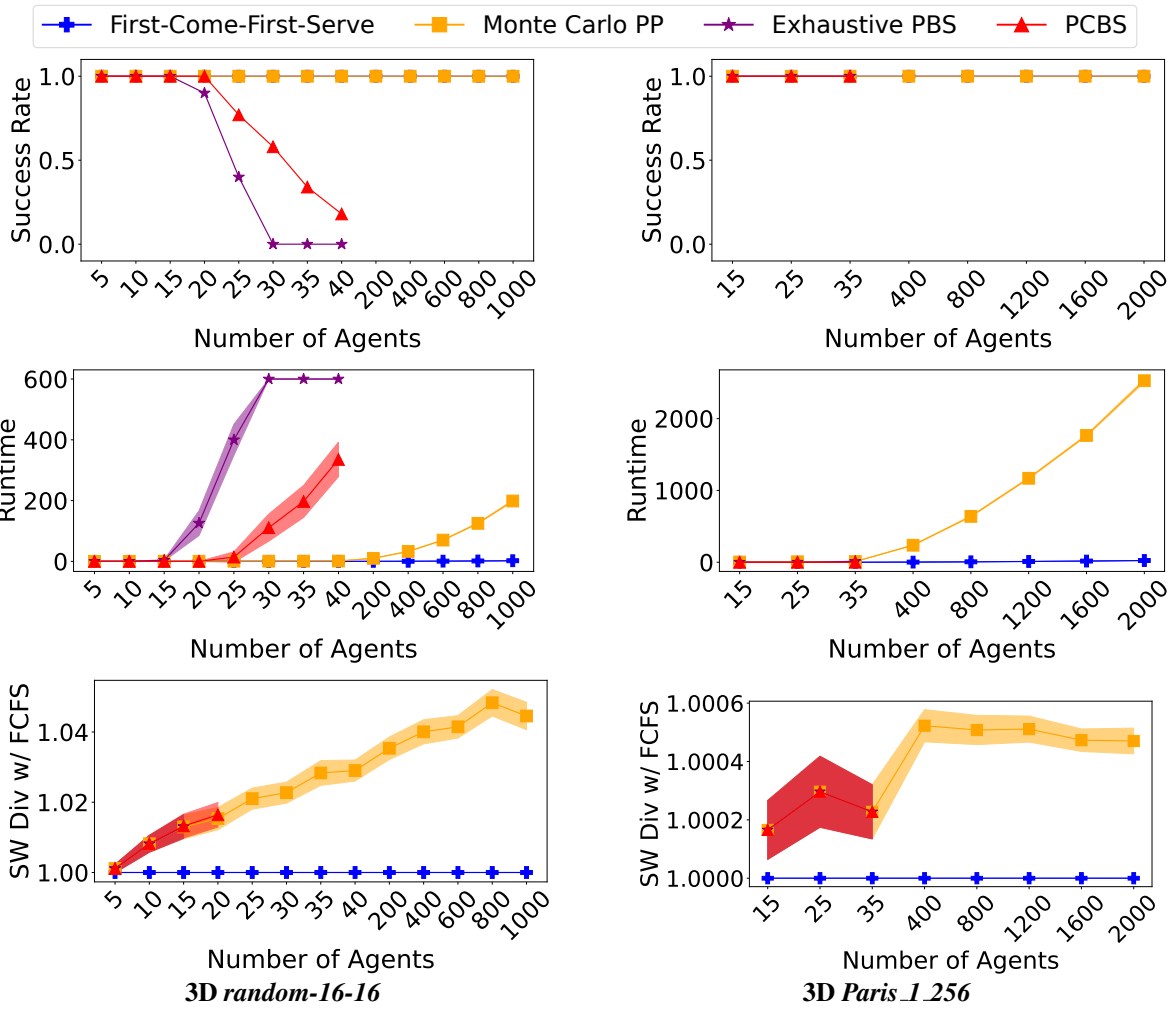 First-Come-First-Serve Monte Carlo PP Exhaustive PBS PCBS
Success Rate
1.0
0.5
0.0
5 10 15 20 25 30 35 40 200 400 600 800 1000
Number of Agents
Success Rate
1.0
0.5
0.0
15 25 35 400 800 1200 1600 2000
Number of Agents
Runtime
600
400
200
0
5 10 15 20 25 30 35 40 200 400 600 800 1000
Number of Agents
Runtime
2000
1000
0
15 25 35 400 800 1200 1600 2000
Number of Agents
SW Div w/ FCFS
1.04
1.02
1.00
5 10 15 20 25 30 35 40 200 400 600 800 1000
Number of Agents
3D random-16-16
SW Div w/ FCFS
1.0006
1.0004
1.0002
1.0000
15 25 35 400 800 1200 1600 2000
Number of Agents
3D Paris_1_256